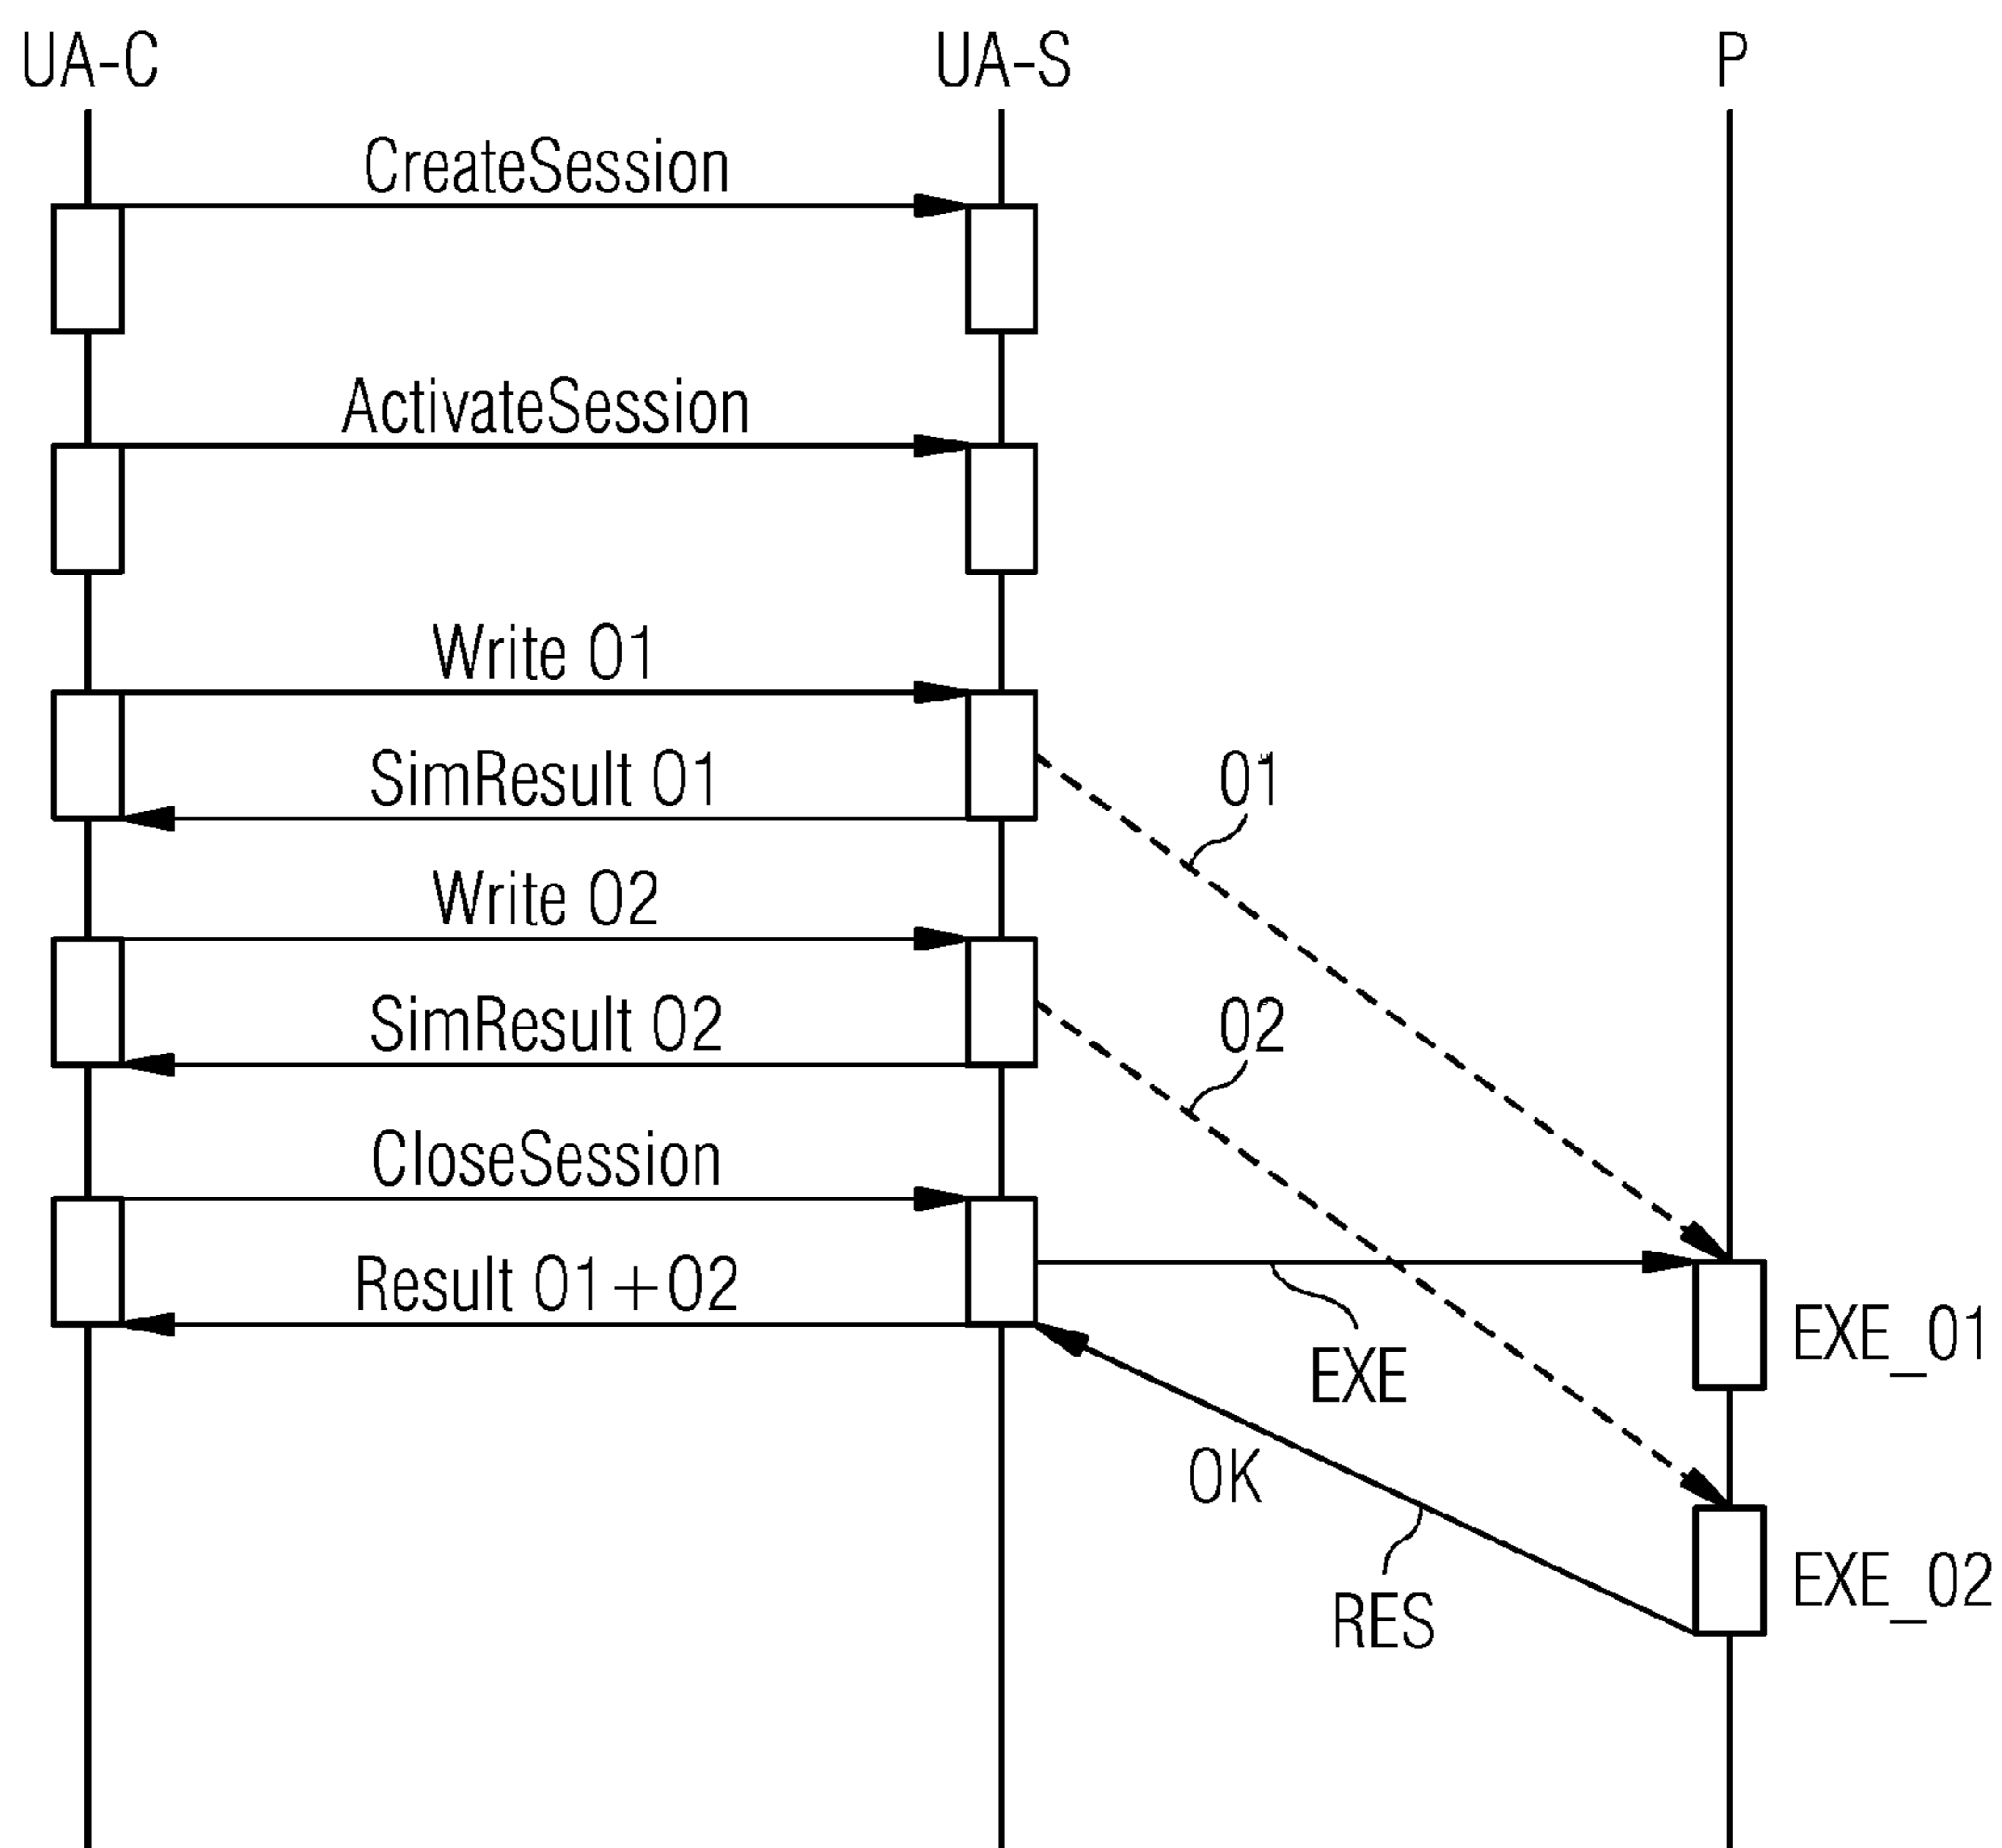 UA-C
UA-S
P
CreateSession
ActivateSession
Write O1
SimResult O1
O1
Write O2
SimResult O2
O2
CloseSession
Result O1+O2
EXE
EXE_O1
OK
RES
EXE_O2